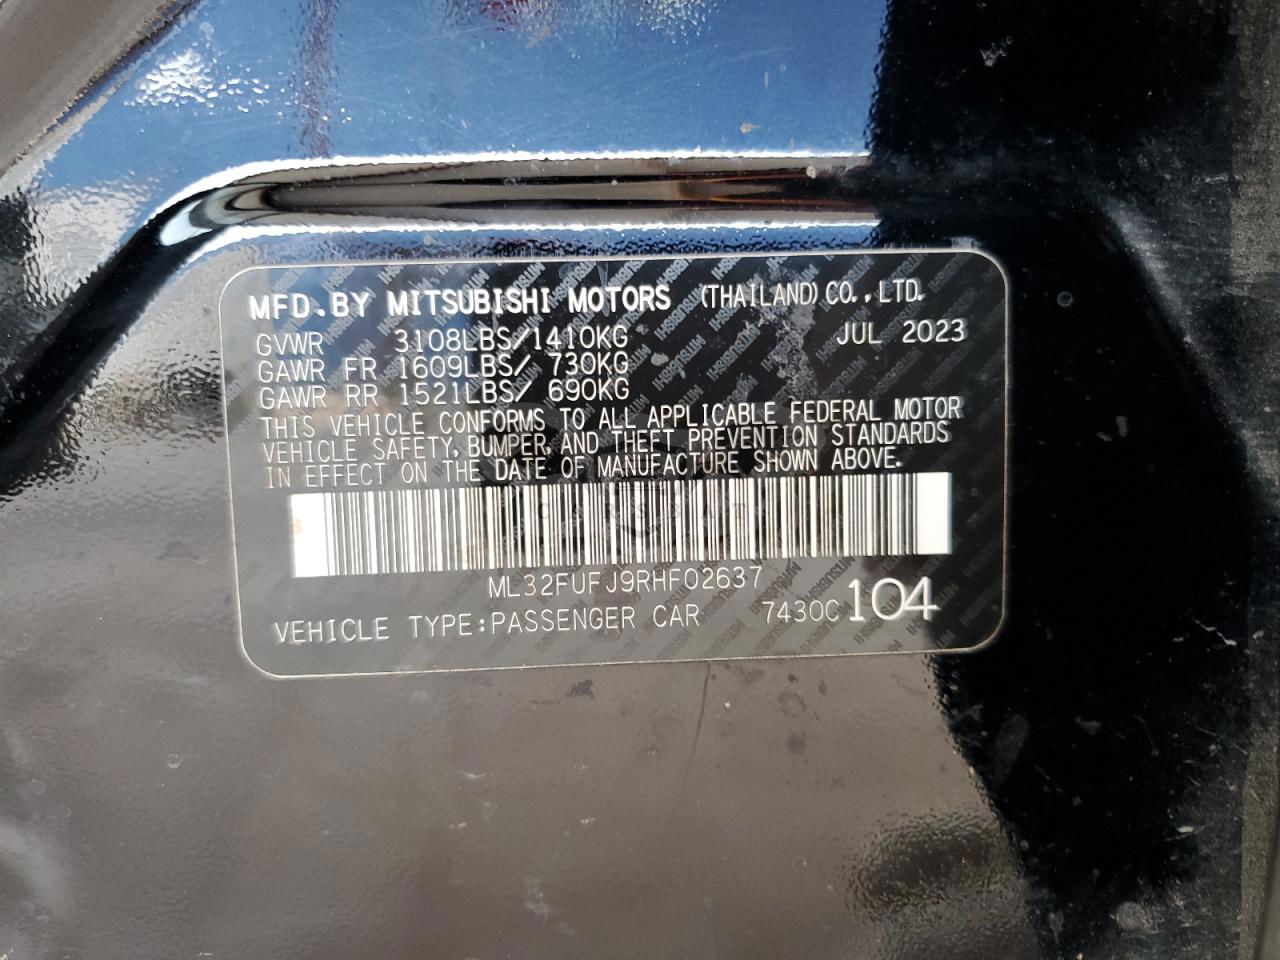 MFD.BY MITSUBISHI MOTORS (THAILAND)CO.,LTD.
GVWR 3108LBS/1410KG JUL 2023
GAWR FR 1609LBS/ 730KG
GAWR RR 1521LBS/ 690KG
THIS VEHICLE CONFORMS TO ALL APPLICABLE FEDERAL MOTOR
VEHICLE SAFETY, BUMPER, AND THEFT PREVENTION STANDARDS
IN EFFECT ON THE DATE OF MANUFACTURE SHOWN ABOVE.
ML32FUFJ9RHF02637
VEHICLE TYPE:PASSENGER CAR 7430C 104